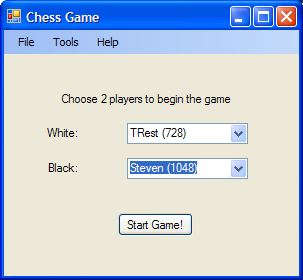 Chess Game
File Tools Help
Choose 2 players to begin the game
White: TRest (728)
Black: Steven (1048)
Start Game!